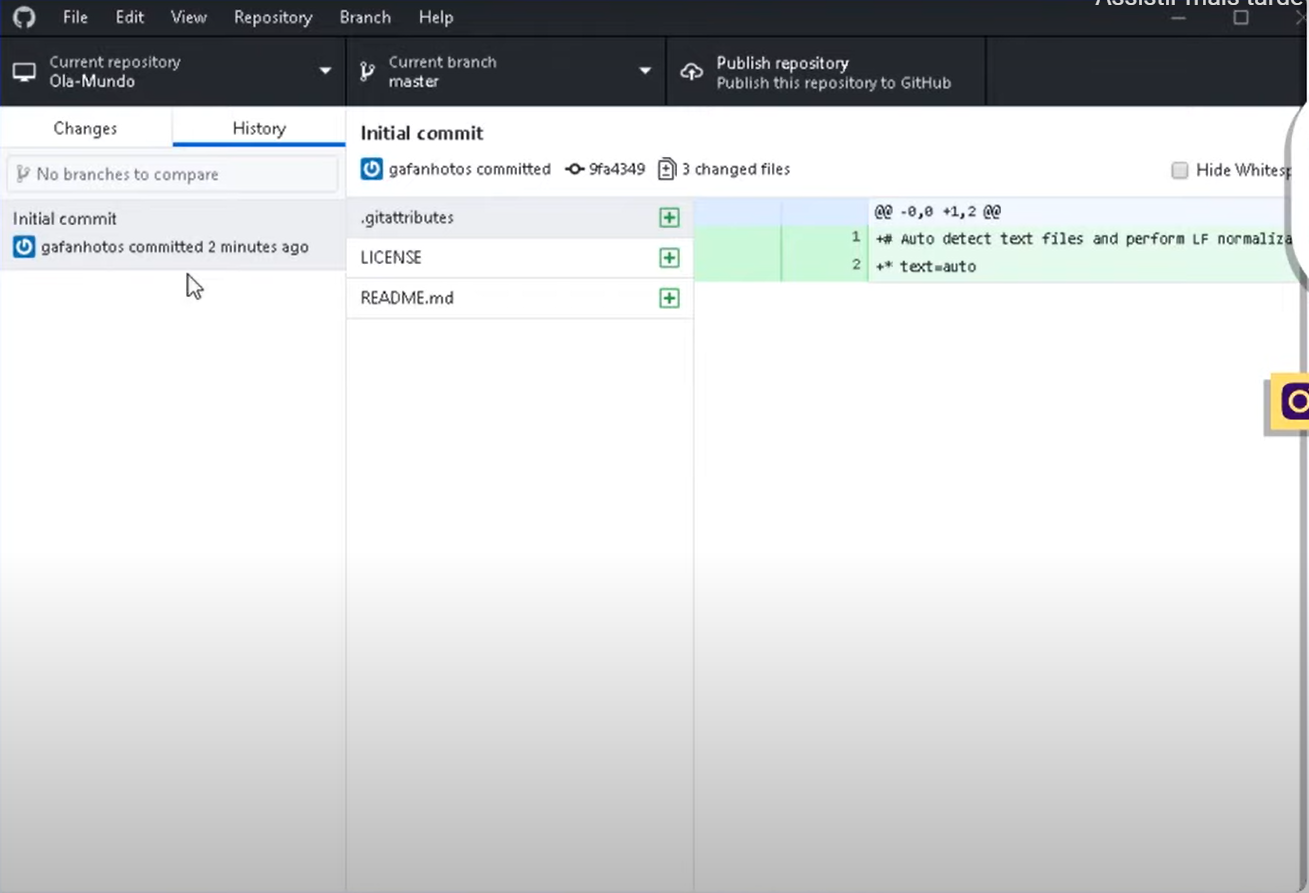 File Edit View Repository Branch Help
Assistir mais tarde
Current repository
Ola-Mundo
Current branch
master
Publish repository
Publish this repository to GitHub
Changes
History
No branches to compare
Initial commit
gafanhotos committed 2 minutes ago
Initial commit
gafanhotos committed 9fa4349 3 changed files
Hide Whitesp
.gitattributes
LICENSE
README.md
@@ -0,0 +1,2 @@
1 +# Auto detect text files and perform LF normaliza
2 +* text=auto